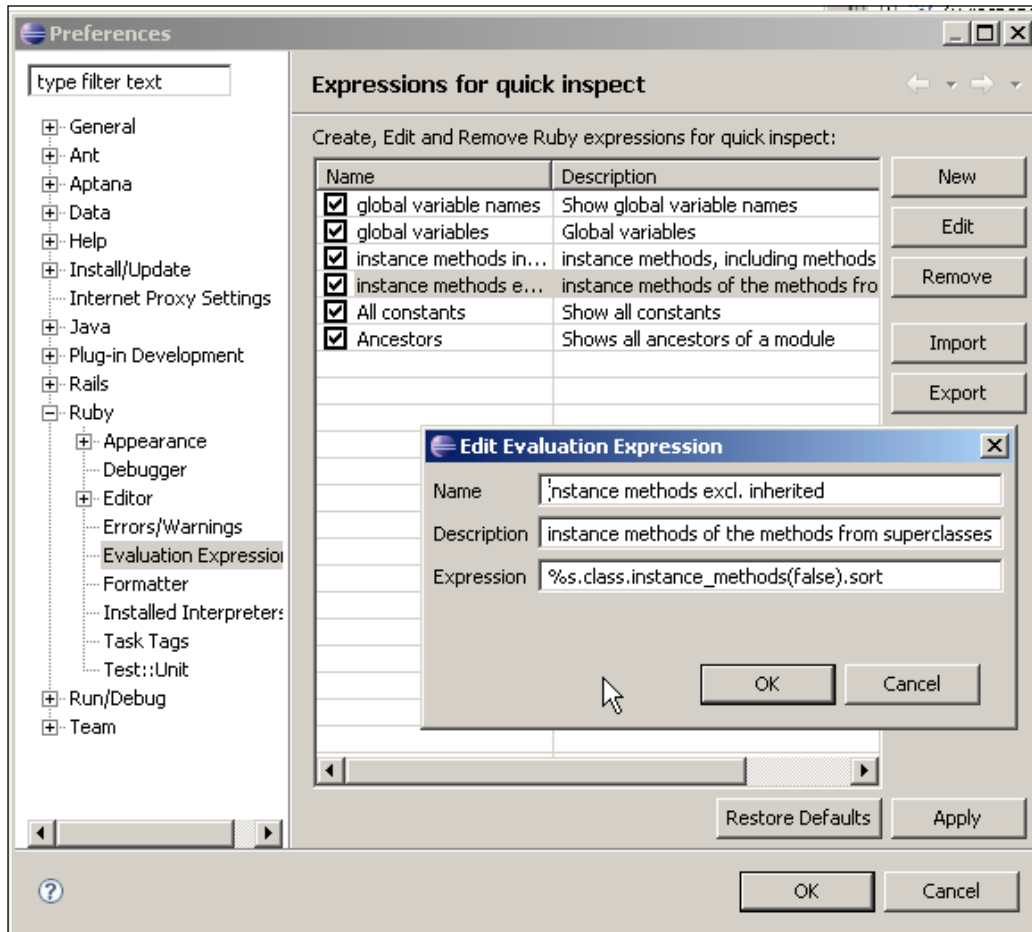 Preferences
type filter text
General
Ant
Aptana
Data
Help
Install/Update
Internet Proxy Settings
Java
Plug-in Development
Rails
Ruby
Appearance
Debugger
Editor
Errors/Warnings
Evaluation Expressio
Formatter
Installed Interpreters
Task Tags
Test::Unit
Run/Debug
Team
Expressions for quick inspect
Create, Edit and Remove Ruby expressions for quick inspect:
Name Description
global variable names Show global variable names
global variables Global variables
instance methods in... instance methods, including methods
instance methods e... instance methods of the methods fro
All constants Show all constants
Ancestors Shows all ancestors of a module
New
Edit
Remove
Import
Export
Edit Evaluation Expression
Name instance methods excl. inherited
Description instance methods of the methods from superclasses
Expression %s.class.instance_methods(false).sort
OK Cancel
Restore Defaults Apply
OK Cancel